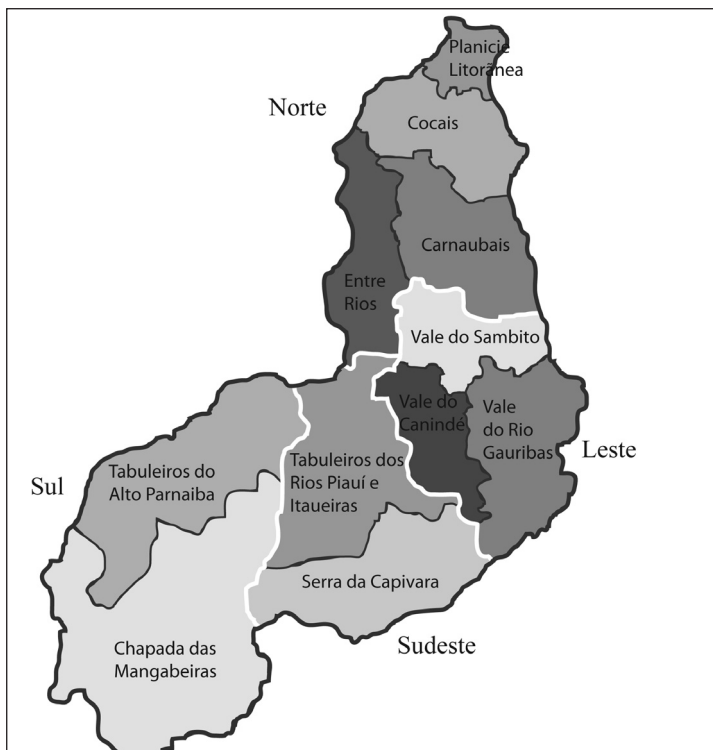 Planicie
Litorânea
Norte
Cocais
Carnaubais
Entre
Rios
Vale do Sambito
Vale do
Canindé
Vale
do Rio
Gauribas
Leste
Sul
Tabuleiros do
Alto Parnaiba
Tabuleiros dos
Rios Piauí e
Itaueiras
Serra da Capivara
Sudeste
Chapada das
Mangabeiras